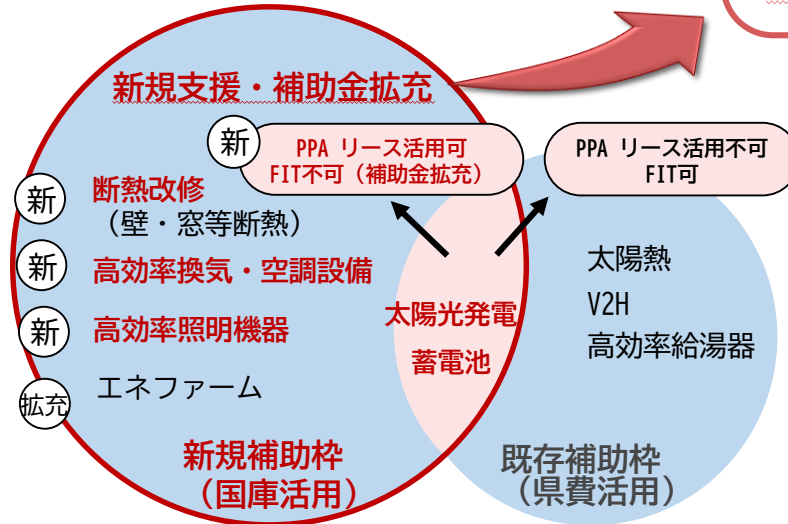 新規支援・補助金拡充
新
PPA リース活用可
FIT不可（補助金拡充）
PPA リース活用不可
FIT可
新
断熱改修
（壁・窓等断熱）
新
高効率換気・空調設備
新
高効率照明機器
拡充
エネファーム
太陽光発電
蓄電池
太陽熱
V2H
高効率給湯器
新規補助枠
（国庫活用）
既存補助枠
（県費活用）